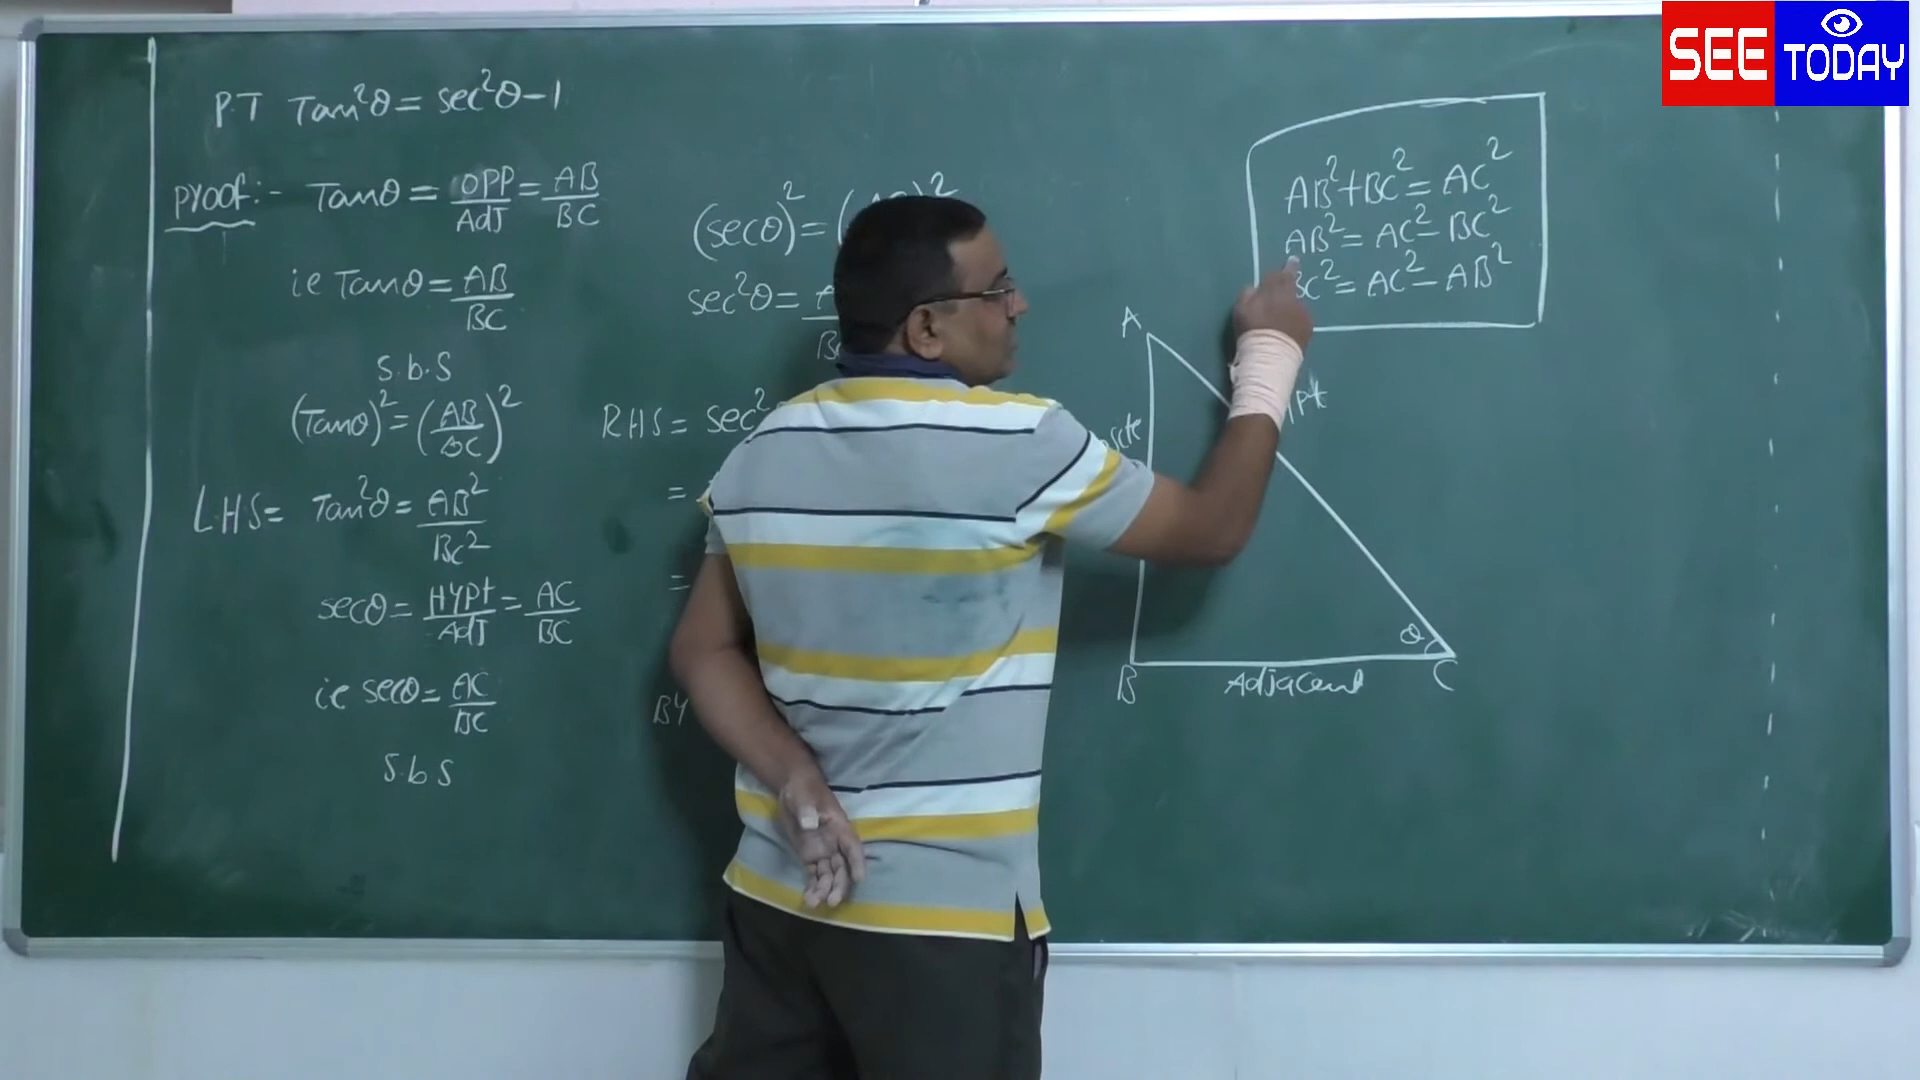 SEE TODAY
P.T Tan²θ = sec²θ-1
Proof:- Tanθ = OPP/AdJ = AB/BC
ie Tanθ = AB/BC
S.b.S
(Tanθ)² = (AB/BC)²
LHS = Tan²θ = AB²/BC²
secθ = HYPt/AdJ = AC/BC
ie secθ = AC/BC
S.b S
(secθ)² = (
sec²θ =
RHS = sec²
=
=
BY
AB²+BC² = AC²
AB² = AC²-BC²
BC² = AC²-AB²
A
B
Adjacent
C
θ